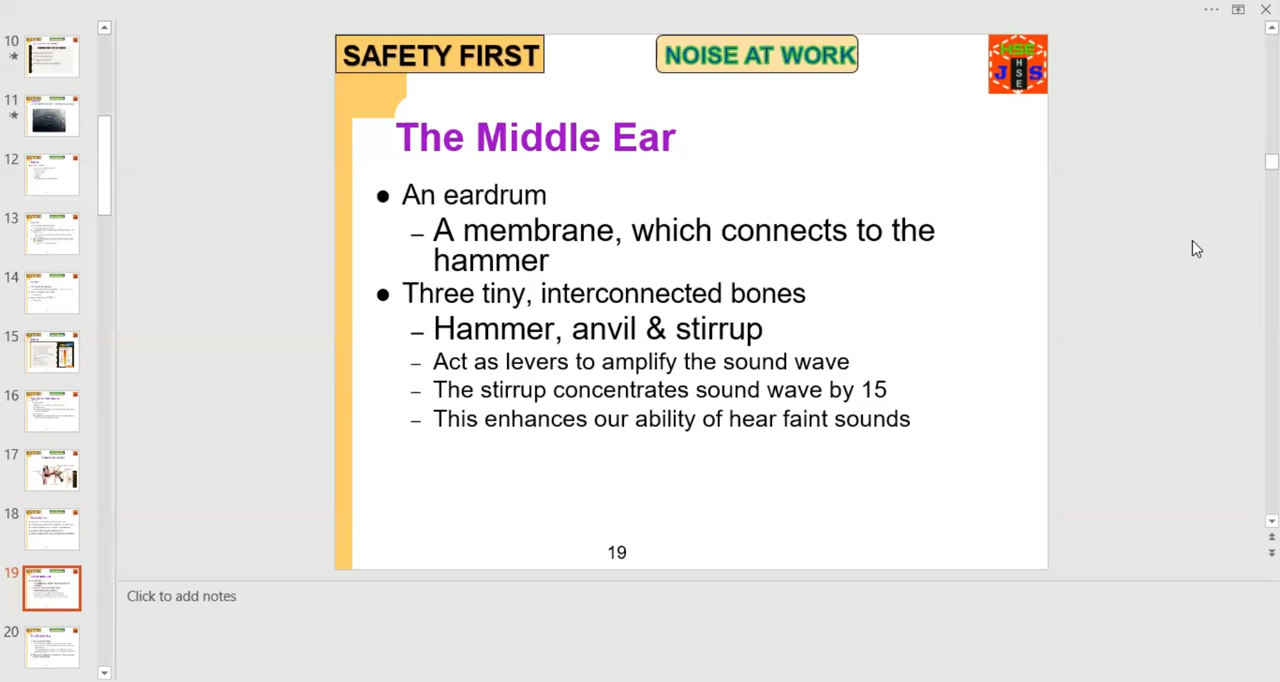 10
11
12
13
14
15
16
17
18
19
20
SAFETY FIRST
NOISE AT WORK
HSE
J HSE S
The Middle Ear
● An eardrum
– A membrane, which connects to the
hammer
● Three tiny, interconnected bones
– Hammer, anvil & stirrup
– Act as levers to amplify the sound wave
– The stirrup concentrates sound wave by 15
– This enhances our ability of hear faint sounds
19
Click to add notes